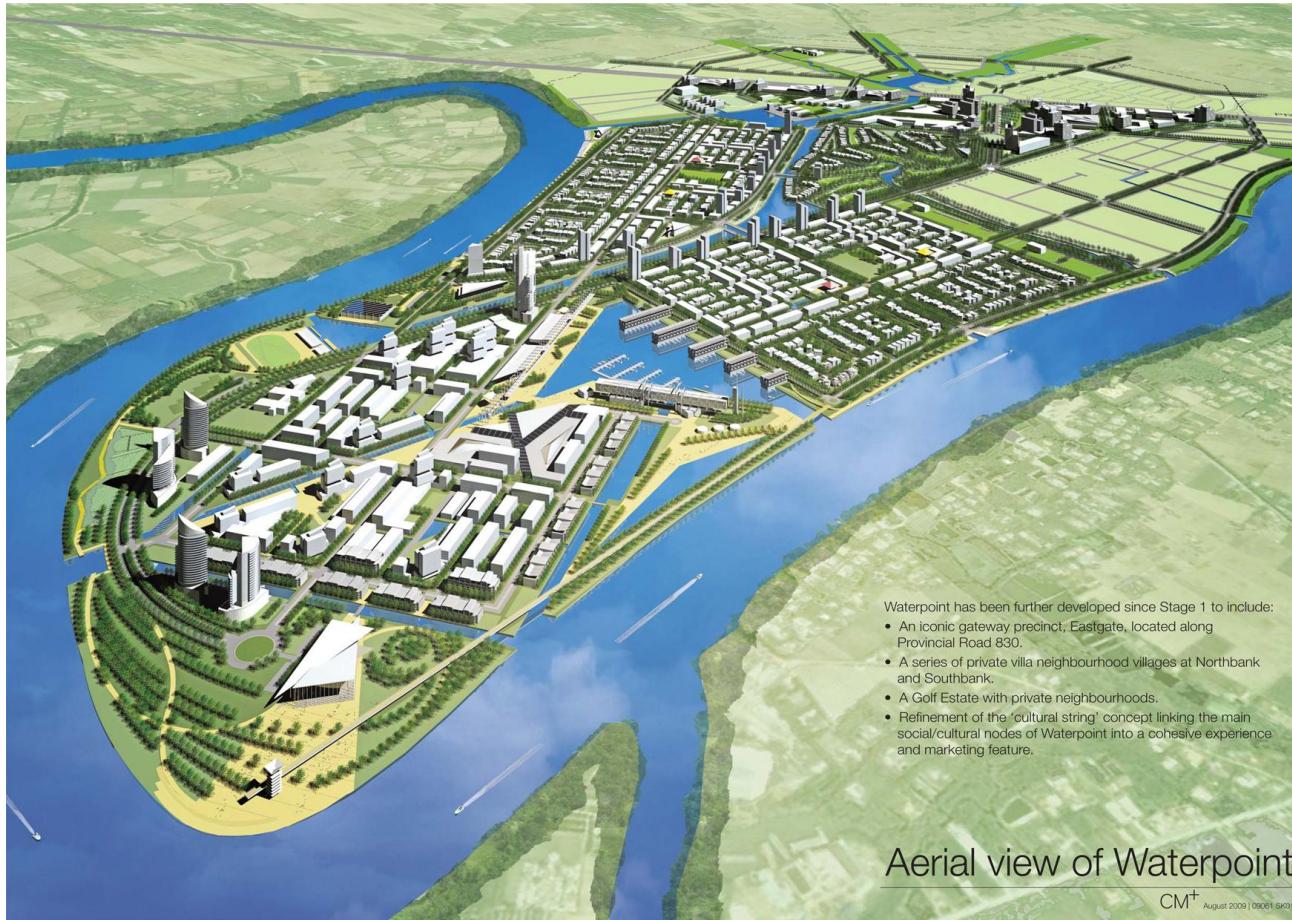 Waterpoint has been further developed since Stage 1 to include:
• An iconic gateway precinct, Eastgate, located along
Provincial Road 830.
• A series of private villa neighbourhood villages at Northbank
and Southbank.
• A Golf Estate with private neighbourhoods.
• Refinement of the ‘cultural string’ concept linking the main
social/cultural nodes of Waterpoint into a cohesive experience
and marketing feature.
Aerial view of Waterpoint
CM+ August 2009 | 09061 SK01